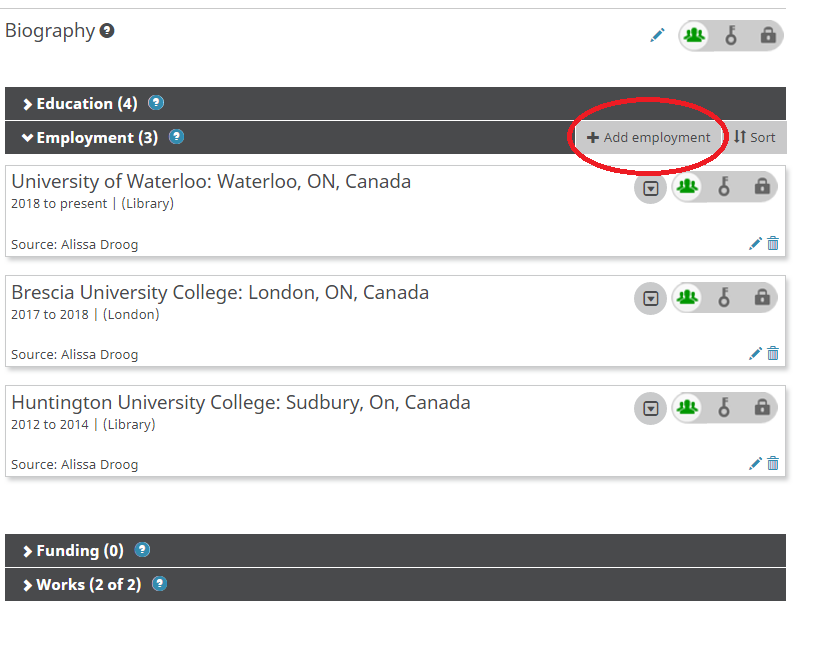 Biography ?
Education (4) ?
Employment (3) ? + Add employment Sort
University of Waterloo: Waterloo, ON, Canada
2018 to present | (Library)
Source: Alissa Droog
Brescia University College: London, ON, Canada
2017 to 2018 | (London)
Source: Alissa Droog
Huntington University College: Sudbury, On, Canada
2012 to 2014 | (Library)
Source: Alissa Droog
Funding (0) ?
Works (2 of 2) ?